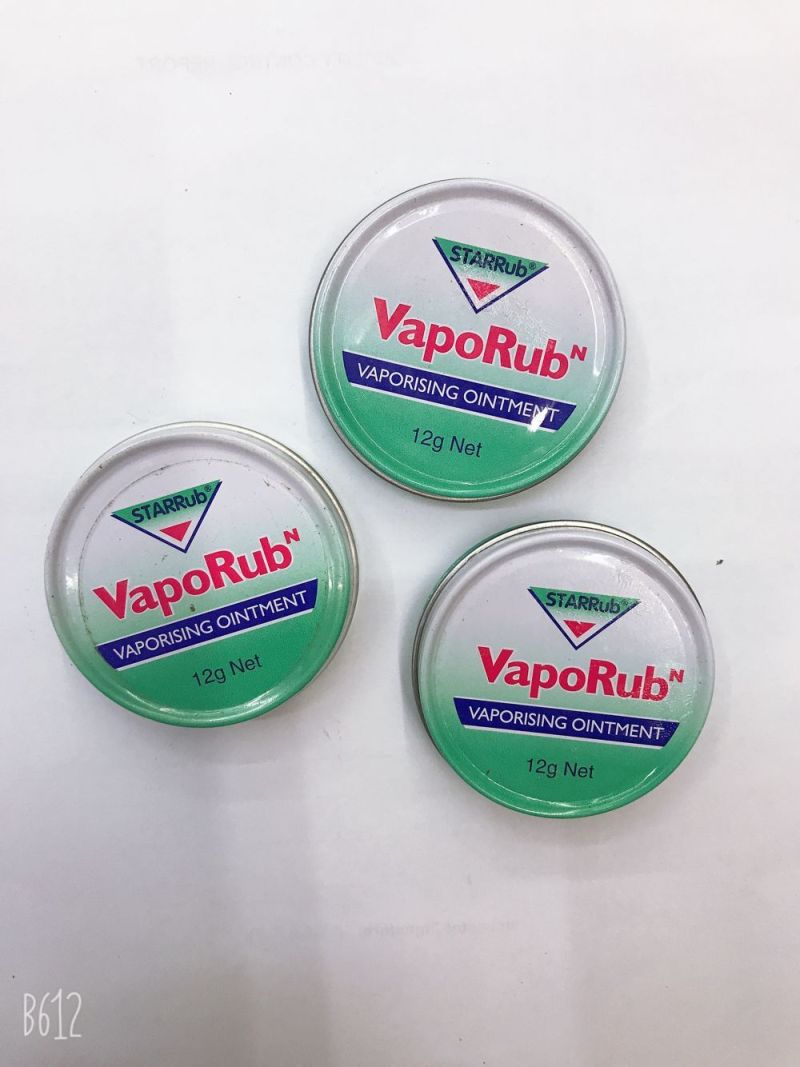 STARRub®
VapoRubᴺ
VAPORISING OINTMENT
12g Net
STARRub®
VapoRubᴺ
VAPORISING OINTMENT
12g Net
STARRub®
VapoRubᴺ
VAPORISING OINTMENT
12g Net
B612